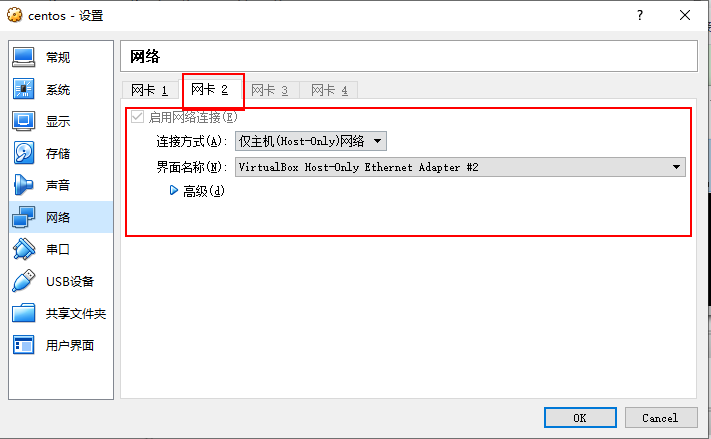 centos - 设置
?
常规
系统
显示
存储
声音
网络
串口
USB设备
共享文件夹
用户界面
网络
网卡 1 网卡 2 网卡 3 网卡 4
启用网络连接(E)
连接方式(A): 仅主机(Host-Only)网络
界面名称(N): VirtualBox Host-Only Ethernet Adapter #2
高级(d)
OK Cancel